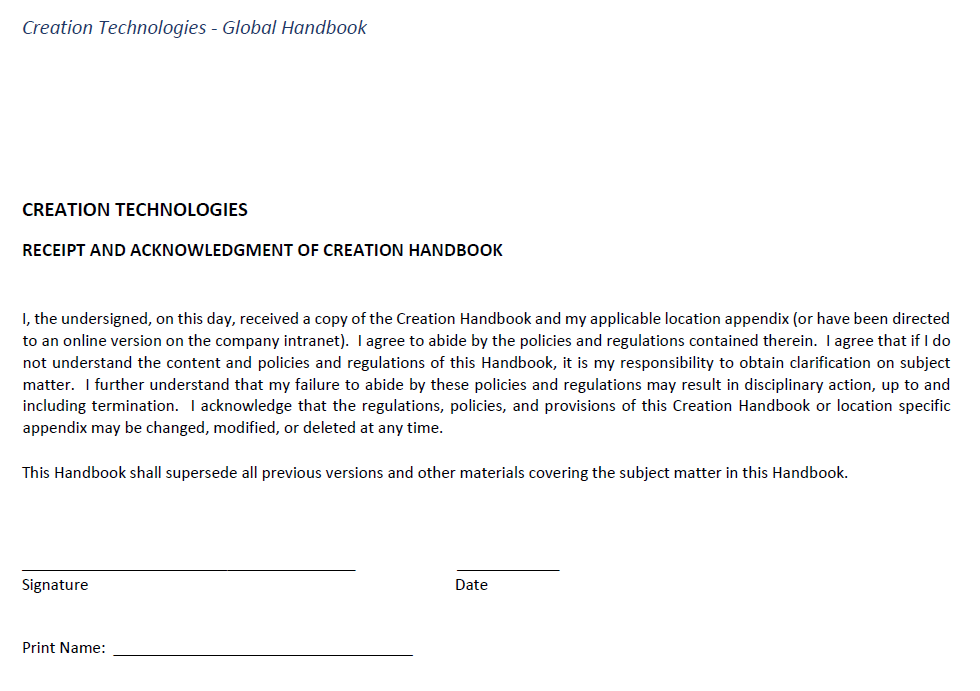 Creation Technologies - Global Handbook
CREATION TECHNOLOGIES
RECEIPT AND ACKNOWLEDGMENT OF CREATION HANDBOOK
I, the undersigned, on this day, received a copy of the Creation Handbook and my applicable location appendix (or have been directed
to an online version on the company intranet).  I agree to abide by the policies and regulations contained therein.  I agree that if I do
not understand the content and policies and regulations of this Handbook, it is my responsibility to obtain clarification on subject
matter.  I further understand that my failure to abide by these policies and regulations may result in disciplinary action, up to and
including termination.  I acknowledge that the regulations, policies, and provisions of this Creation Handbook or location specific
appendix may be changed, modified, or deleted at any time.
This Handbook shall supersede all previous versions and other materials covering the subject matter in this Handbook.
Signature Date
Print Name: